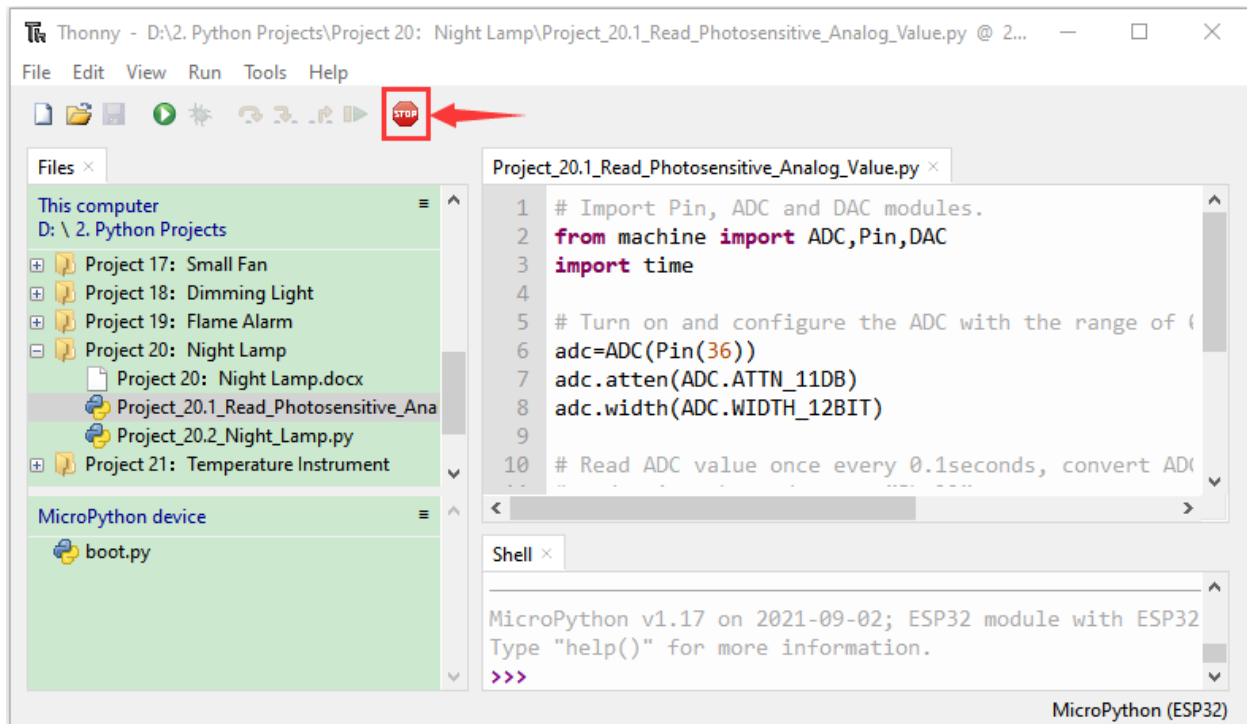 Thonny - D:\2. Python Projects\Project 20： Night Lamp\Project_20.1_Read_Photosensitive_Analog_Value.py @ 2...
File Edit View Run Tools Help
STOP
Files
This computer
D: \ 2. Python Projects
Project 17： Small Fan
Project 18： Dimming Light
Project 19： Flame Alarm
Project 20： Night Lamp
Project 20： Night Lamp.docx
Project_20.1_Read_Photosensitive_Ana
Project_20.2_Night_Lamp.py
Project 21： Temperature Instrument
MicroPython device
boot.py
Project_20.1_Read_Photosensitive_Analog_Value.py
1 # Import Pin, ADC and DAC modules.
2 from machine import ADC,Pin,DAC
3 import time
4
5 # Turn on and configure the ADC with the range of
6 adc=ADC(Pin(36))
7 adc.atten(ADC.ATTN_11DB)
8 adc.width(ADC.WIDTH_12BIT)
9
10 # Read ADC value once every 0.1seconds, convert ADC
Shell
MicroPython v1.17 on 2021-09-02; ESP32 module with ESP32
Type "help()" for more information.
>>>
MicroPython (ESP32)